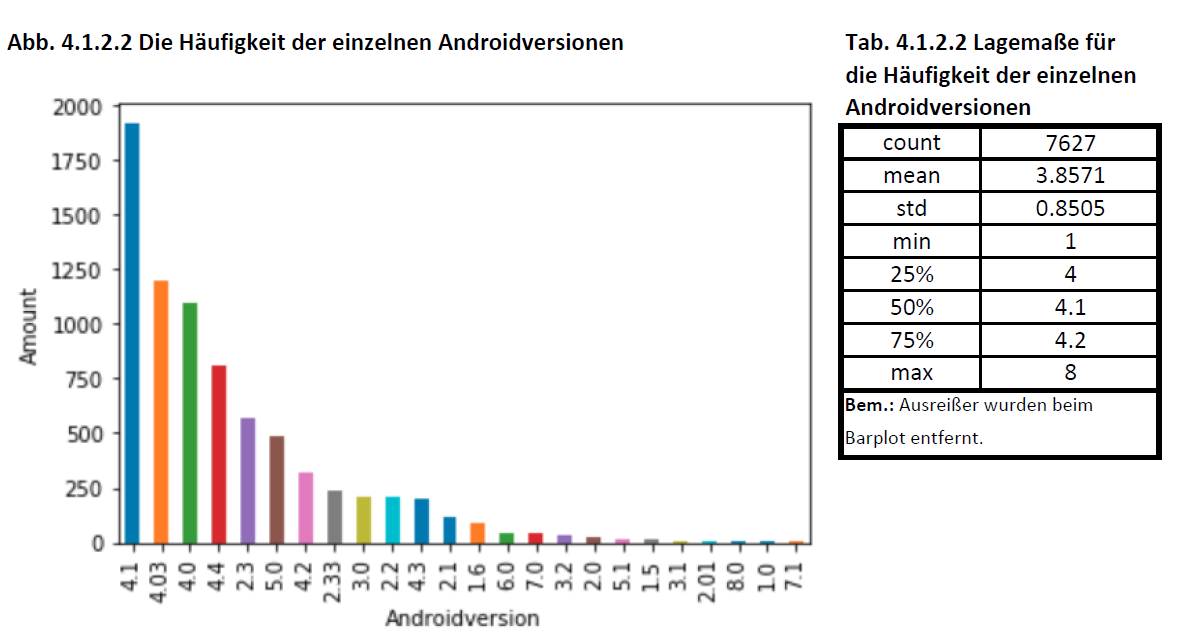 Abb. 4.1.2.2 Die Häufigkeit der einzelnen Androidversionen
2000
1750
1500
1250
1000
750
500
250
0
Amount
4.1
4.03
4.0
4.4
2.3
5.0
4.2
2.33
3.0
2.2
4.3
2.1
1.6
6.0
7.0
3.2
2.0
5.1
1.5
3.1
2.01
8.0
1.0
7.1
Androidversion
Tab. 4.1.2.2 Lagemaße für
die Häufigkeit der einzelnen
Androidversionen
count 7627
mean 3.8571
std 0.8505
min 1
25% 4
50% 4.1
75% 4.2
max 8
Bem.: Ausreißer wurden beim
Barplot entfernt.